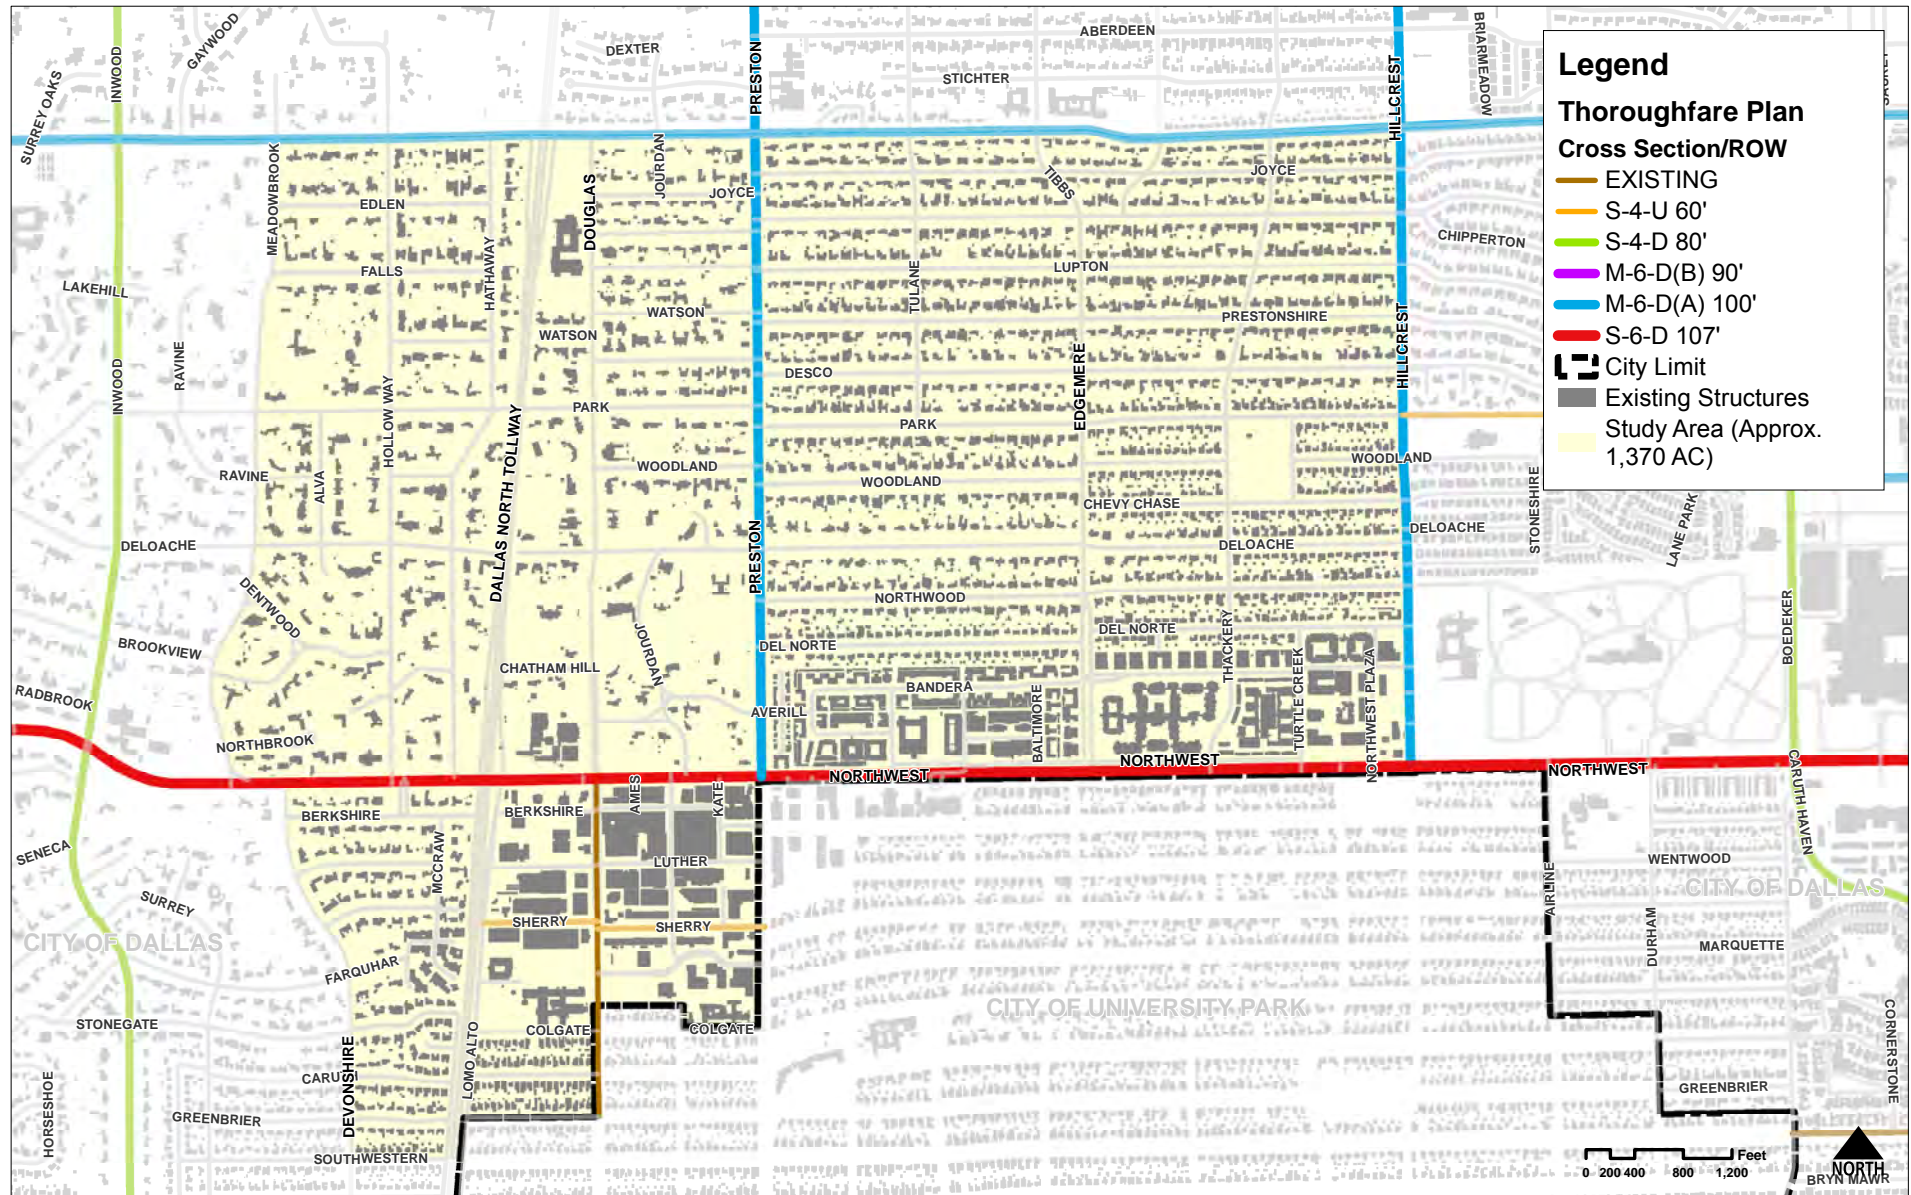 ABERDEEN
BRIARMEADOW
GAYWOOD
DEXTER
STICHTER
INWOOD
SURREY OAKS
PRESTON
HILLCREST
Legend
Thoroughfare Plan
Cross Section/ROW
EXISTING
S-4-U 60'
S-4-D 80'
M-6-D(B) 90'
M-6-D(A) 100'
S-6-D 107'
City Limit
Existing Structures
Study Area (Approx.
1,370 AC)
MEADOWBROOK
EDLEN
HATHAWAY
DOUGLAS
JOURDAN
JOYCE
TIBBS
JOYCE
CHIPPERTON
FALLS
LAKEHILL
TULANE
LUPTON
WATSON
WATSON
PRESTONSHIRE
HILLCREST
RAVINE
INWOOD
HOLLOW WAY
DESCO
EDGEMERE
PARK
PARK
DALLAS NORTH TOLLWAY
RAVINE
ALVA
WOODLAND
WOODLAND
WOODLAND
CHEVY CHASE
STONESHIRE
LANE PARK
DELOACHE
DELOACHE
DELOACHE
PRESTON
DENTWOOD
NORTHWOOD
BROOKVIEW
JOURDAN
DEL NORTE
DEL NORTE
THACKERY
BOEDEKER
CHATHAM HILL
RADBROOK
BANDERA
BALTIMORE
TURTLE CREEK
NORTHWEST PLAZA
AVERILL
NORTHBROOK
NORTHWEST
NORTHWEST
NORTHWEST
CARUTH HAVEN
AMES
KATE
BERKSHIRE
BERKSHIRE
SENECA
MCCRAW
LUTHER
WENTWOOD
CITY OF DALLAS
SURREY
AIRLINE
SHERRY
SHERRY
CITY OF DALLAS
DURHAM
MARQUETTE
FARQUHAR
CITY OF UNIVERSITY PARK
STONEGATE
COLGATE
COLGATE
LOMO ALTO
DEVONSHIRE
CORNERSTONE
HORSESHOE
GREENBRIER
GREENBRIER
SOUTHWESTERN
Feet
0 200 400 800 1,200
NORTH
BRYN MAWR